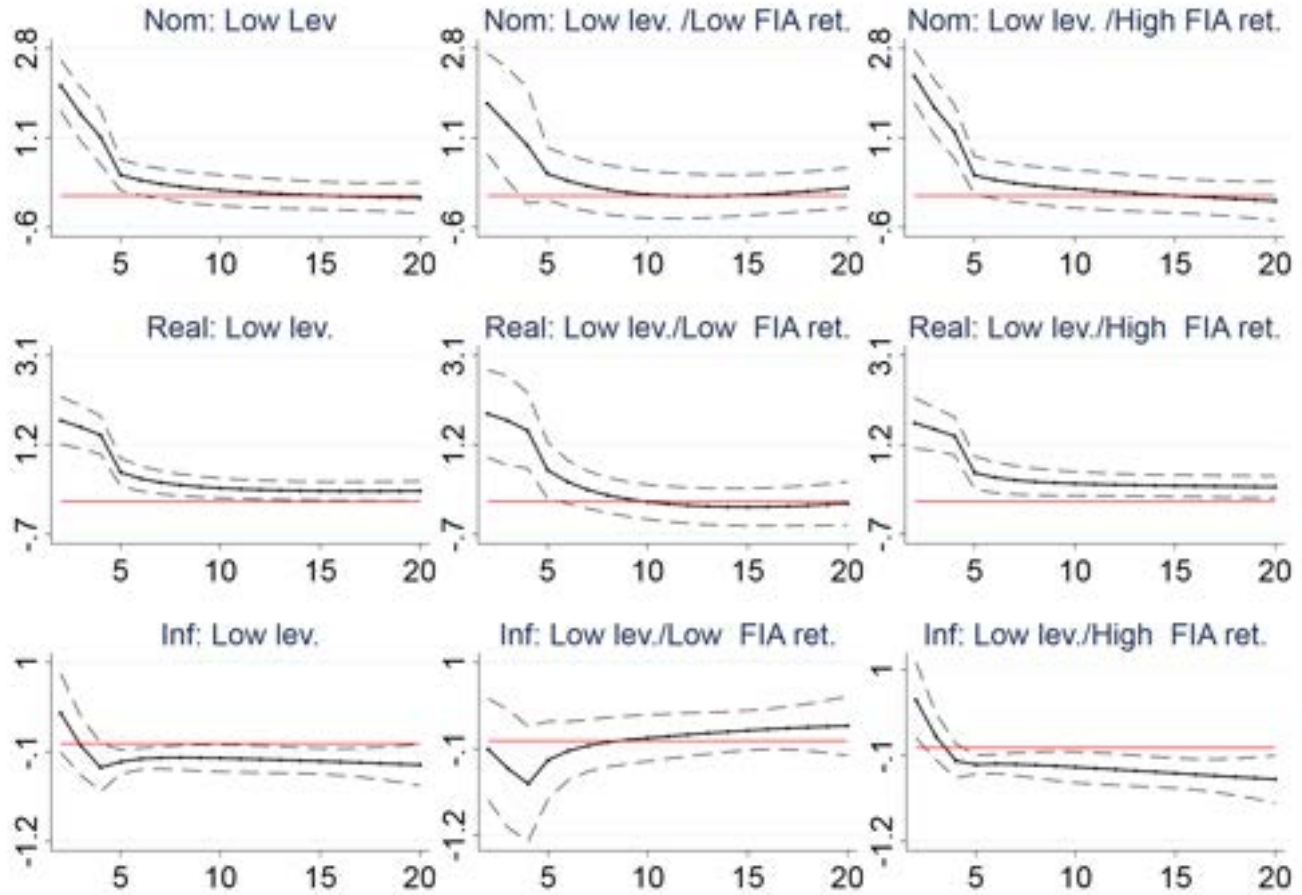 Nom: Low Lev
Nom: Low lev. /Low FIA ret.
Nom: Low lev. /High FIA ret.
2.8
1.1
-.6
5 10 15 20
2.8
1.1
-.6
5 10 15 20
2.8
1.1
-.6
5 10 15 20
Real: Low lev.
Real: Low lev./Low FIA ret.
Real: Low lev./High FIA ret.
3.1
1.2
-.7
5 10 15 20
3.1
1.2
-.7
5 10 15 20
3.1
1.2
-.7
5 10 15 20
Inf: Low lev.
Inf: Low lev./Low FIA ret.
Inf: Low lev./High FIA ret.
1
-.1
-1.2
5 10 15 20
1
-.1
-1.2
5 10 15 20
1
-.1
-1.2
5 10 15 20